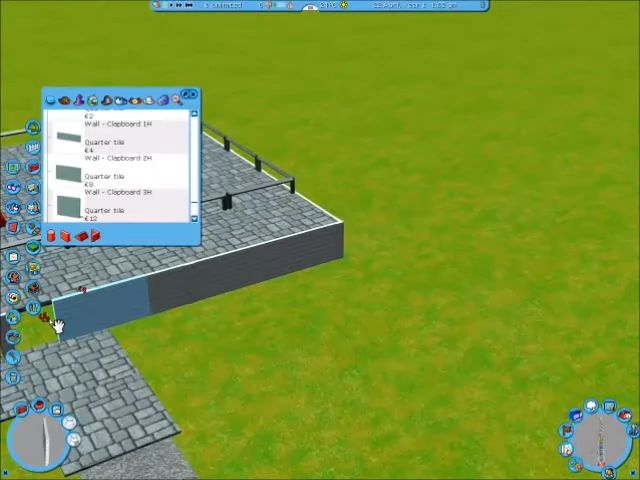 € unlimited
€2
Wall - Clapboard 1H
Quarter tile
€4
Wall - Clapboard 2H
Quarter tile
€8
Wall - Clapboard 3H
Quarter tile
€12